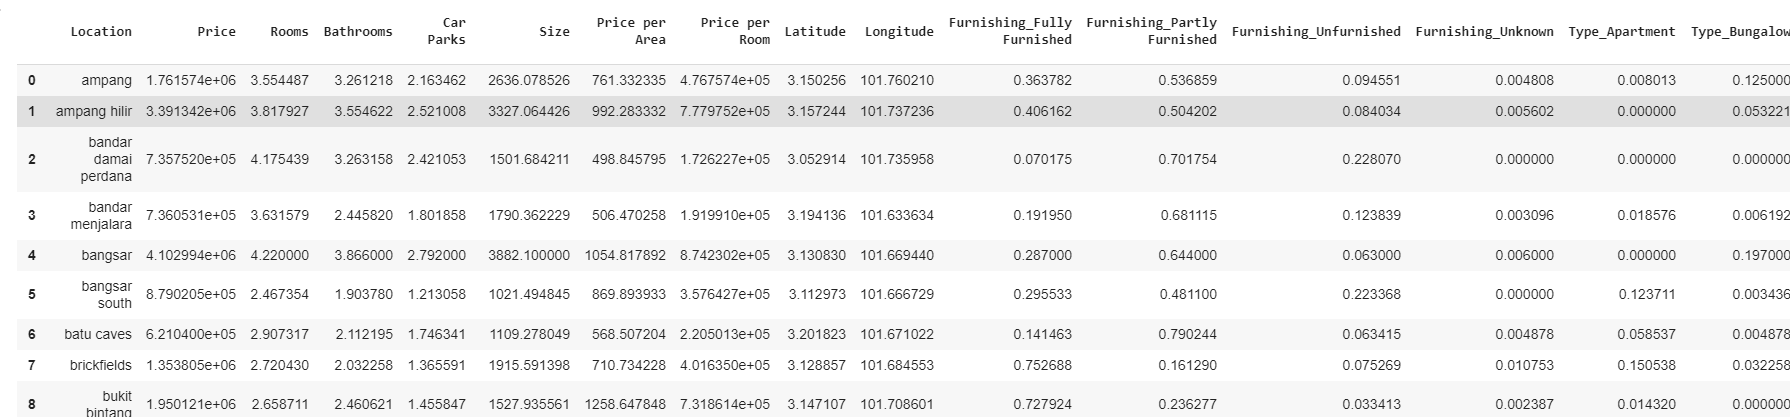 Location Price Rooms Bathrooms Car Parks Size Price per Area Price per Room Latitude Longitude Furnishing_Fully Furnished Furnishing_Partly Furnished Furnishing_Unfurnished Furnishing_Unknown Type_Apartment Type_Bungalow
0 ampang 1.761574e+06 3.554487 3.261218 2.163462 2636.078526 761.332335 4.767574e+05 3.150256 101.760210 0.363782 0.536859 0.094551 0.004808 0.008013 0.125000
1 ampang hilir 3.391342e+06 3.817927 3.554622 2.521008 3327.064426 992.283332 7.779752e+05 3.157244 101.737236 0.406162 0.504202 0.084034 0.005602 0.000000 0.053221
2 bandar damai perdana 7.357520e+05 4.175439 3.263158 2.421053 1501.684211 498.845795 1.726227e+05 3.052914 101.735958 0.070175 0.701754 0.228070 0.000000 0.000000 0.000000
3 bandar menjalara 7.360531e+05 3.631579 2.445820 1.801858 1790.362229 506.470258 1.919910e+05 3.194136 101.633634 0.191950 0.681115 0.123839 0.003096 0.018576 0.006192
4 bangsar 4.102994e+06 4.220000 3.866000 2.792000 3882.100000 1054.817892 8.742302e+05 3.130830 101.669440 0.287000 0.644000 0.063000 0.006000 0.000000 0.197000
5 bangsar south 8.790205e+05 2.467354 1.903780 1.213058 1021.494845 869.893933 3.576427e+05 3.112973 101.666729 0.295533 0.481100 0.223368 0.000000 0.123711 0.003436
6 batu caves 6.210400e+05 2.907317 2.112195 1.746341 1109.278049 568.507204 2.205013e+05 3.201823 101.671022 0.141463 0.790244 0.063415 0.004878 0.058537 0.004878
7 brickfields 1.353805e+06 2.720430 2.032258 1.365591 1915.591398 710.734228 4.016350e+05 3.128857 101.684553 0.752688 0.161290 0.075269 0.010753 0.150538 0.032258
8 bukit bintang 1.950121e+06 2.658711 2.460621 1.455847 1527.935561 1258.647848 7.318614e+05 3.147107 101.708601 0.727924 0.236277 0.033413 0.002387 0.014320 0.000000